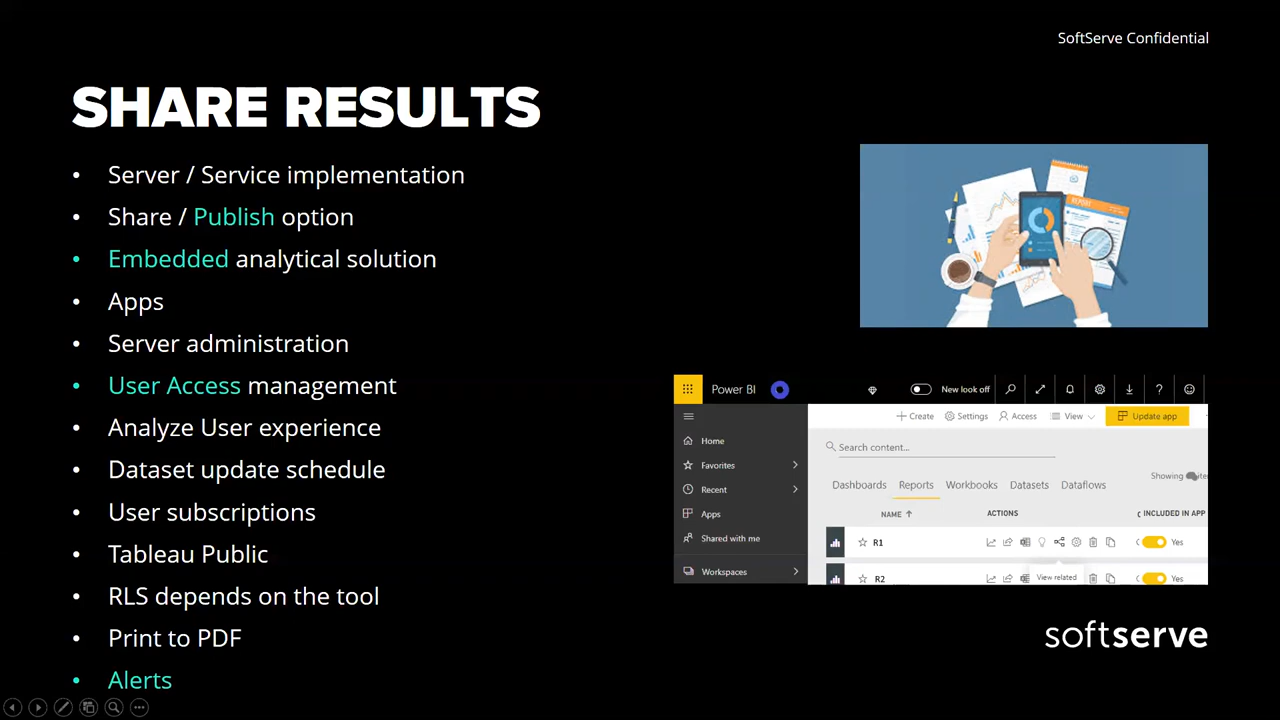 SoftServe Confidential
SHARE RESULTS
• Server / Service implementation
• Share / Publish option
• Embedded analytical solution
• Apps
• Server administration
• User Access management
• Analyze User experience
• Dataset update schedule
• User subscriptions
• Tableau Public
• RLS depends on the tool
• Print to PDF
• Alerts
REPORT
Power BI
New look off
Create Settings Access View Update app
Home
Favorites
Recent
Apps
Shared with me
Workspaces
Search content...
Showing
Dashboards Reports Workbooks Datasets Dataflows
NAME ACTIONS INCLUDED IN APP
R1 Yes
R2 Yes
View related
softserve